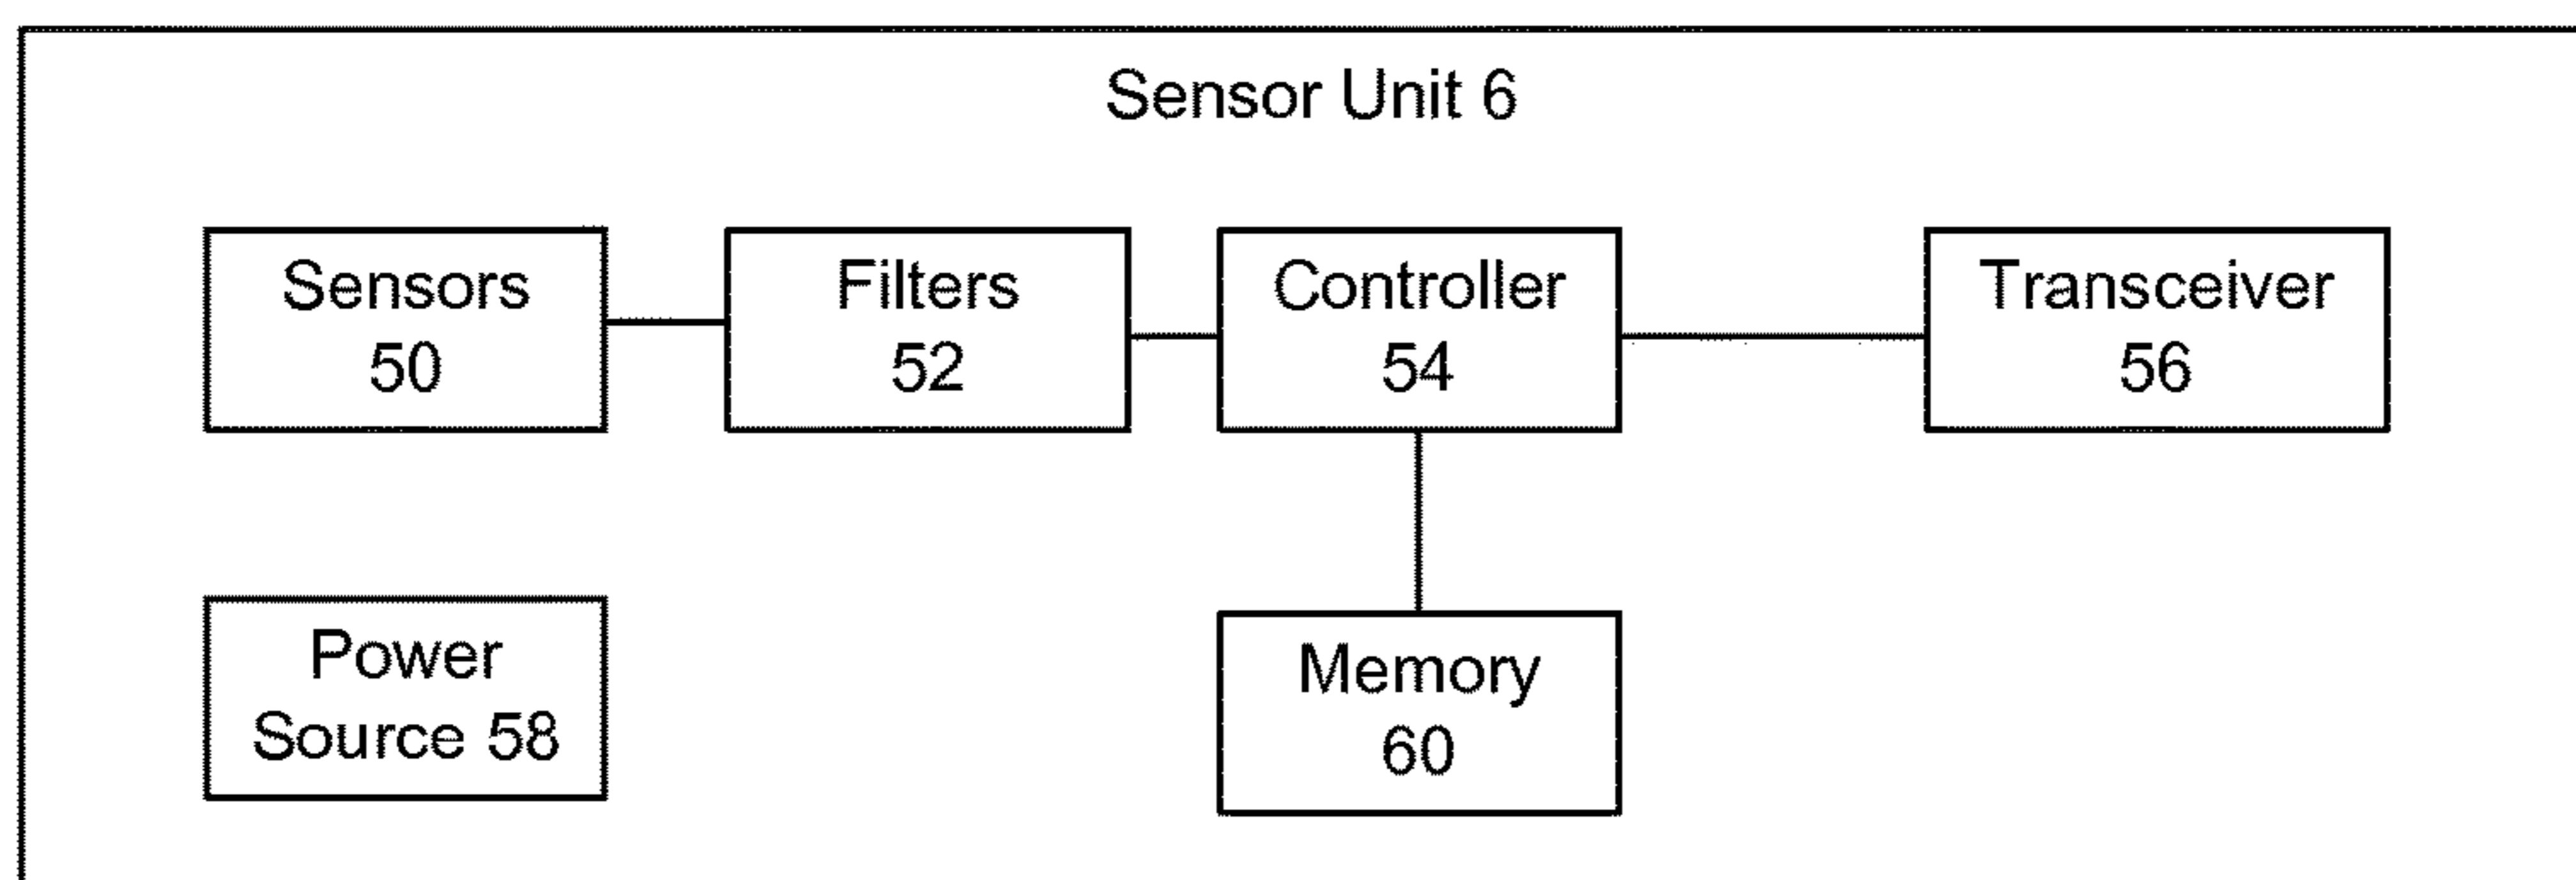 Sensor Unit 6
Sensors
50
Filters
52
Controller
54
Transceiver
56
Power
Source 58
Memory
60